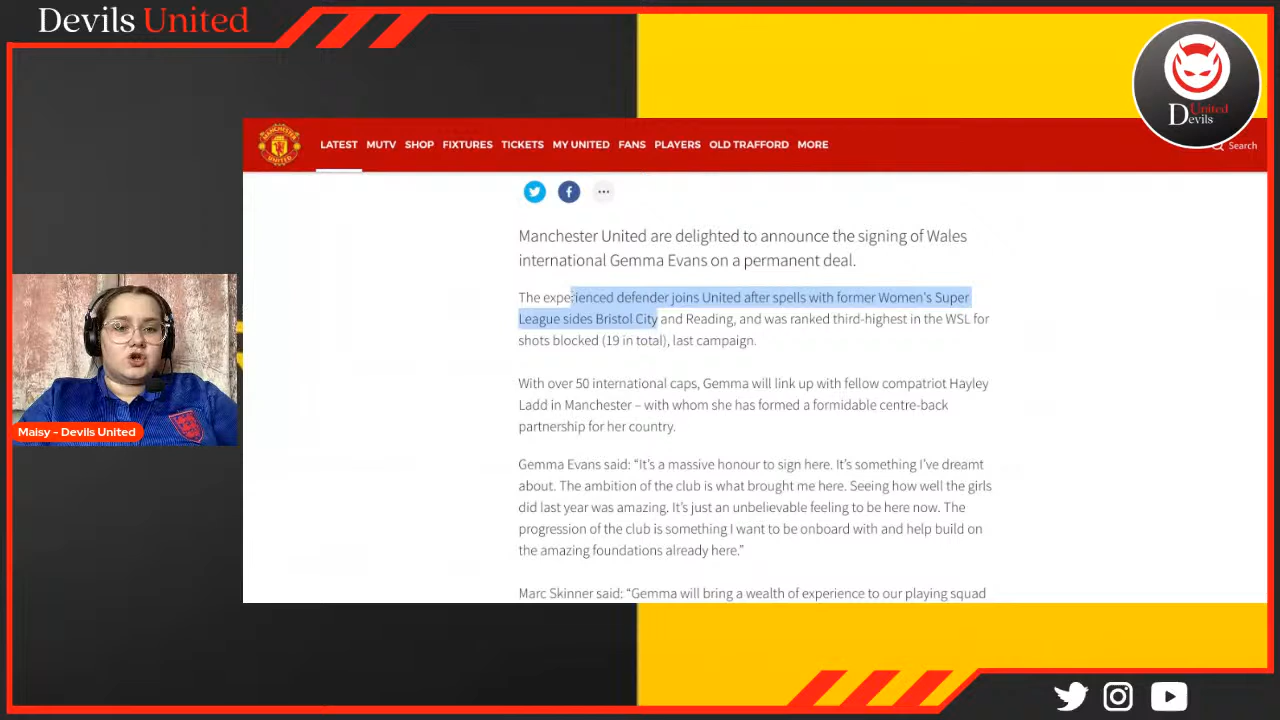 Devils United
United
Devils
MANCHESTER
UNITED
LATEST MUTV SHOP FIXTURES TICKETS MY UNITED FANS PLAYERS OLD TRAFFORD MORE
Search
Manchester United are delighted to announce the signing of Wales
international Gemma Evans on a permanent deal.
The experienced defender joins United after spells with former Women's Super
League sides Bristol City and Reading, and was ranked third-highest in the WSL for
shots blocked (19 in total), last campaign.
With over 50 international caps, Gemma will link up with fellow compatriot Hayley
Ladd in Manchester – with whom she has formed a formidable centre-back
partnership for her country.
Gemma Evans said: “It’s a massive honour to sign here. It’s something I’ve dreamt
about. The ambition of the club is what brought me here. Seeing how well the girls
did last year was amazing. It’s just an unbelievable feeling to be here now. The
progression of the club is something I want to be onboard with and help build on
the amazing foundations already here.”
Marc Skinner said: “Gemma will bring a wealth of experience to our playing squad
Maisy - Devils United